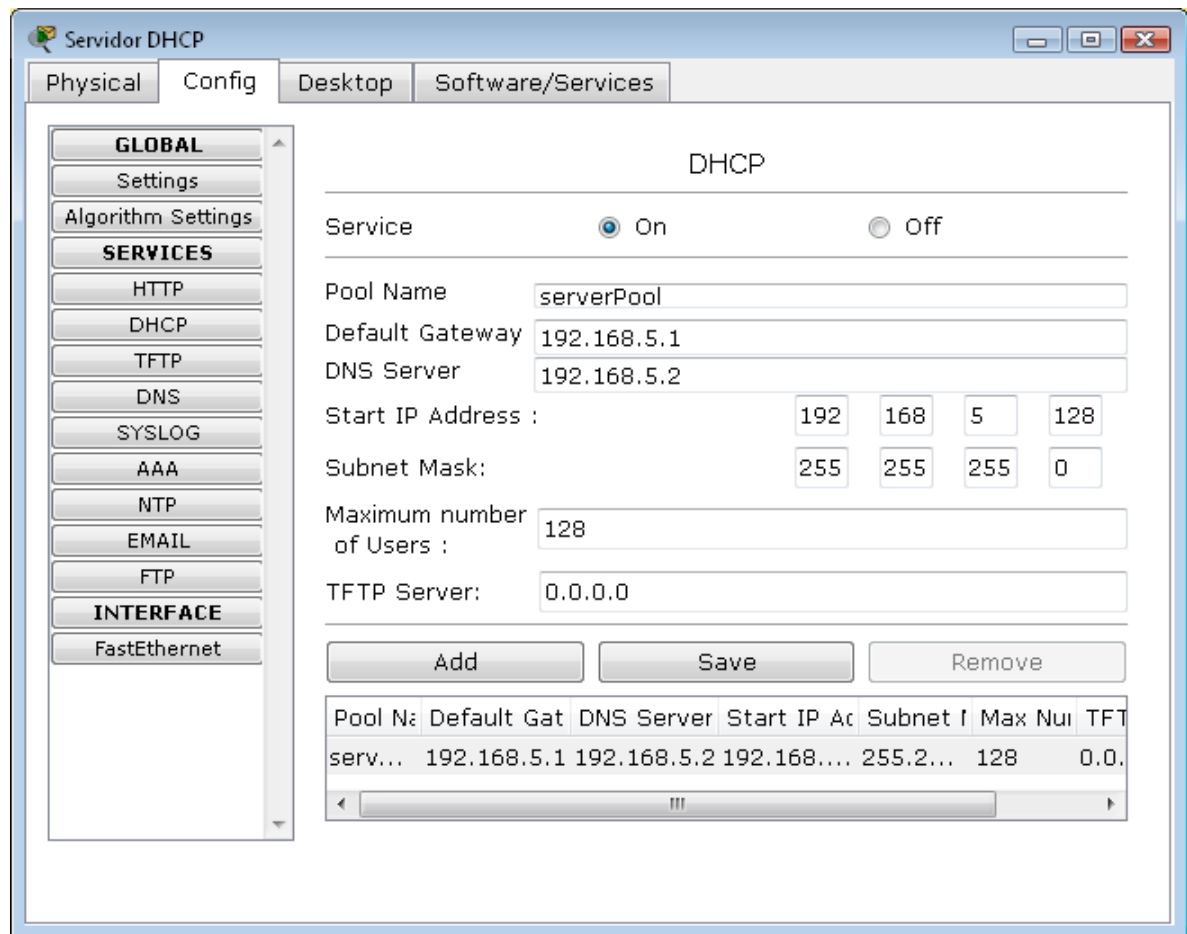 Servidor DHCP
Physical Config Desktop Software/Services
GLOBAL
Settings
Algorithm Settings
SERVICES
HTTP
DHCP
TFTP
DNS
SYSLOG
AAA
NTP
EMAIL
FTP
INTERFACE
FastEthernet
DHCP
Service On Off
Pool Name serverPool
Default Gateway 192.168.5.1
DNS Server 192.168.5.2
Start IP Address : 192 168 5 128
Subnet Mask: 255 255 255 0
Maximum number
of Users : 128
TFTP Server: 0.0.0.0
Add Save Remove
Pool Na Default Gat DNS Server Start IP Ac Subnet Max Nu TFT
serv... 192.168.5.1 192.168.5.2 192.168.... 255.2... 128 0.0.